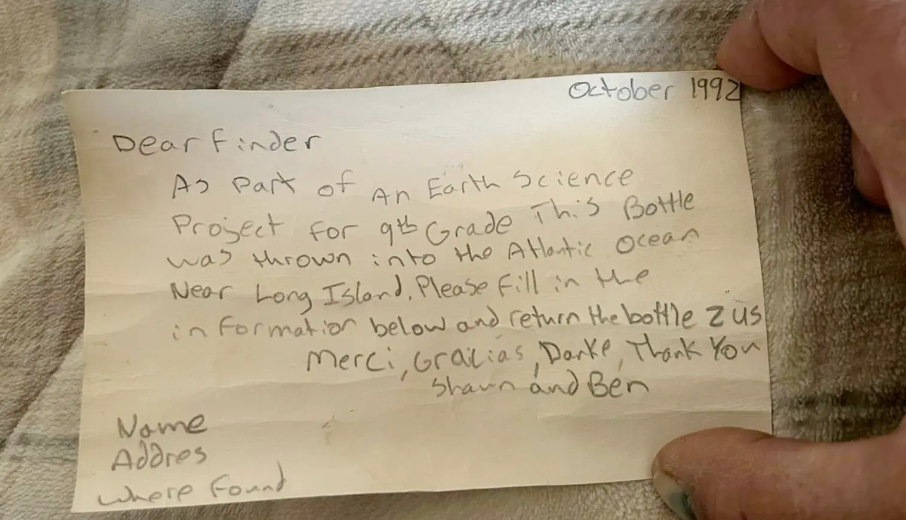 October 1992
Dear Finder
As Part of An Earth Science
Project For 9th Grade This Bottle
was thrown into the Atlantic Ocean
Near Long Island. Please Fill in the
information below and return the bottle 2 us
Merci, Gracias, Danke, Thank You
Shawn and Ben
Name
Addres
Where Found